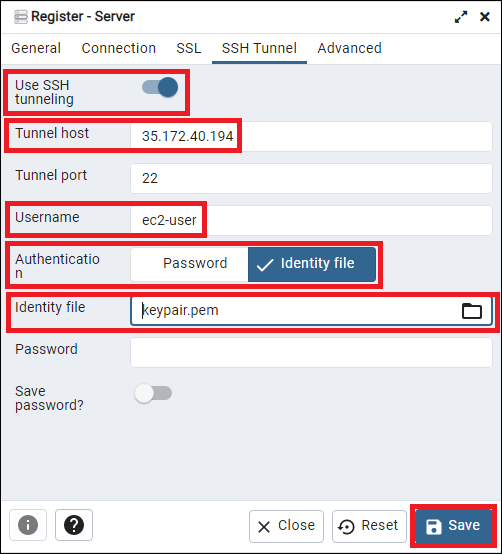 Register - Server
General Connection SSL SSH Tunnel Advanced
Use SSH
tunneling
Tunnel host 35.172.40.194
Tunnel port 22
Username ec2-user
Authenticatio
n
Password Identity file
Identity file keypair.pem
Password
Save
password?
i ? Close Reset Save